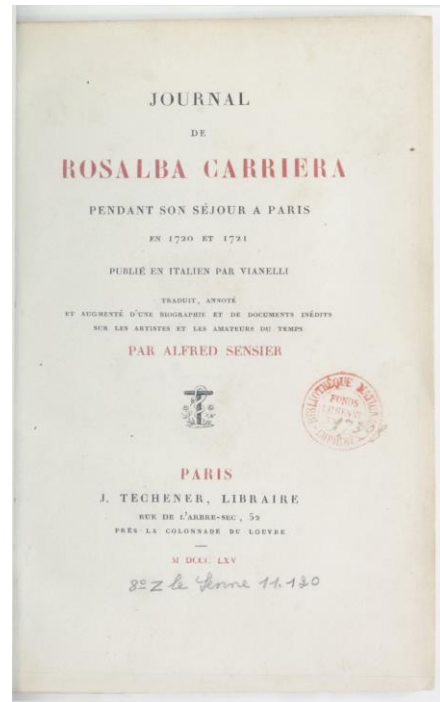 JOURNAL
DE
ROSALBA CARRIERA
PENDANT SON SÉJOUR A PARIS
EN 1720 ET 1721
PUBLIÉ EN ITALIEN PAR VIANELLI
TRADUIT, ANNOTÉ
ET AUGMENTÉ D'UNE BIOGRAPHIE ET DE DOCUMENTS INÉDITS
SUR LES ARTISTES ET LES AMATEURS DU TEMPS
PAR ALFRED SENSIER
BIBLIOTHÈQUE
FONDS
PARIS
J. TECHENER, LIBRAIRE
RUE DE L'ARBRE-SEC, 52
PRÈS LA COLONNADE DU LOUVRE
M DCCC LXV
8º Z le Senne 11.120